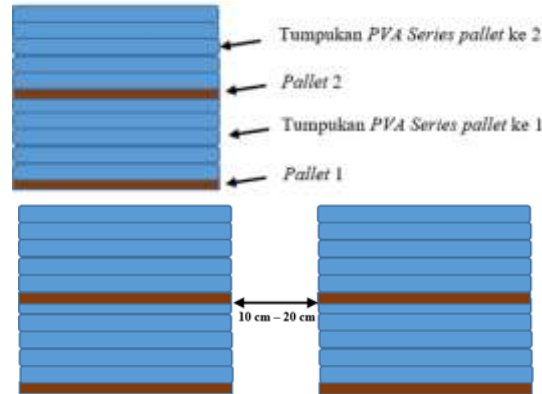 Tumpukan PVA Series pallet ke 2
Pallet 2
Tumpukan PVA Series pallet ke 1
Pallet 1
10 cm – 20 cm